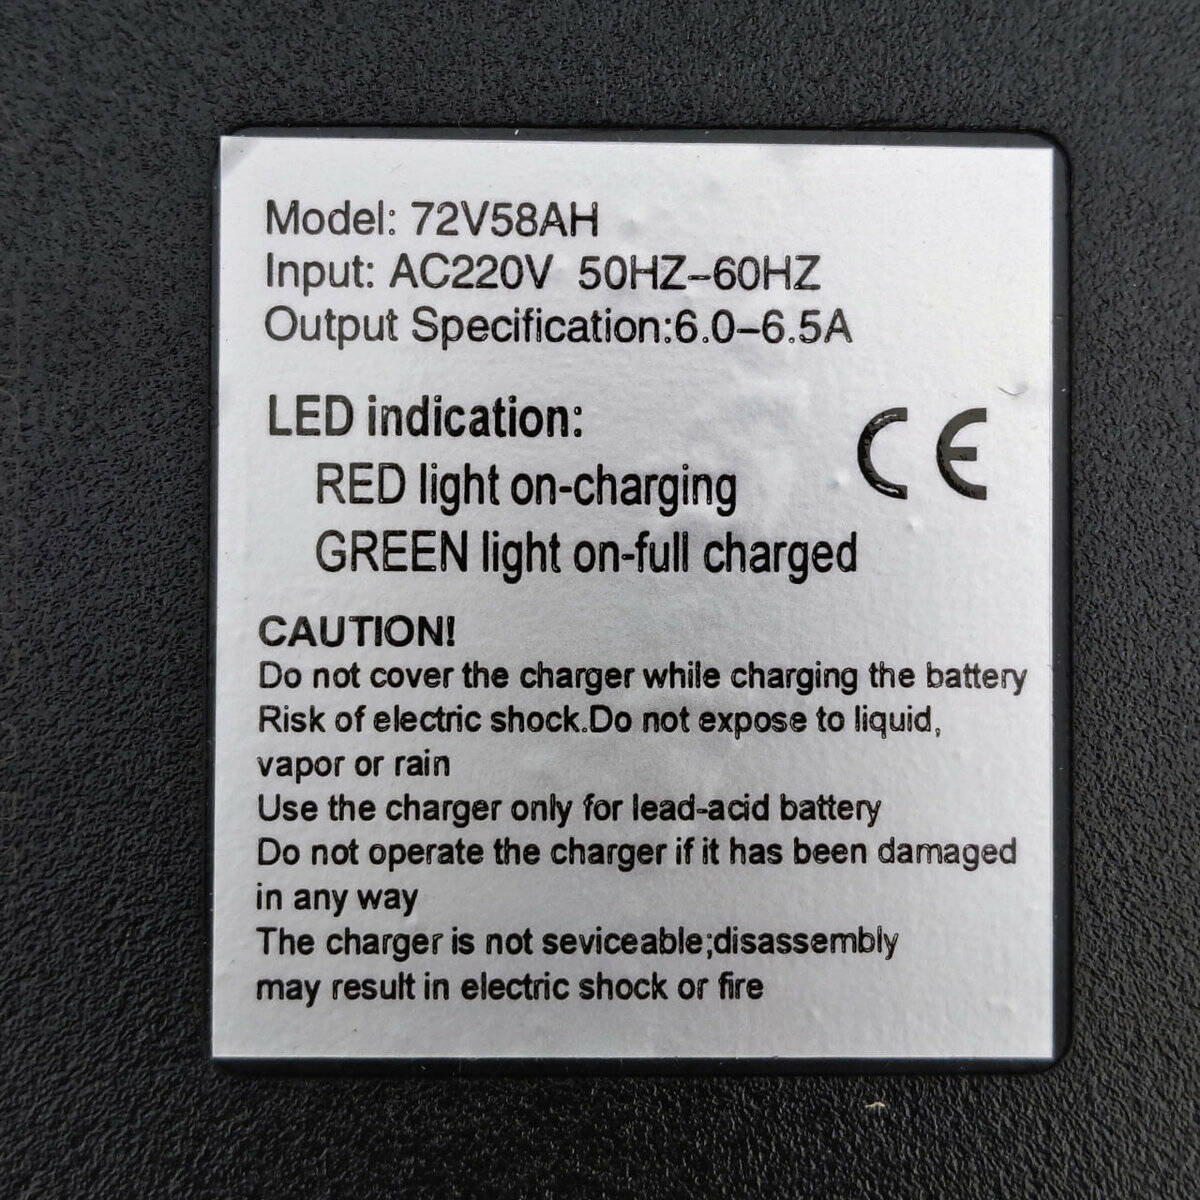 Model: 72V58AH
Input: AC220V 50HZ-60HZ
Output Specification:6.0-6.5A
LED indication:
RED light on-charging
GREEN light on-full charged
CE
CAUTION!
Do not cover the charger while charging the battery
Risk of electric shock.Do not expose to liquid,
vapor or rain
Use the charger only for lead-acid battery
Do not operate the charger if it has been damaged
in any way
The charger is not seviceable;disassembly
may result in electric shock or fire